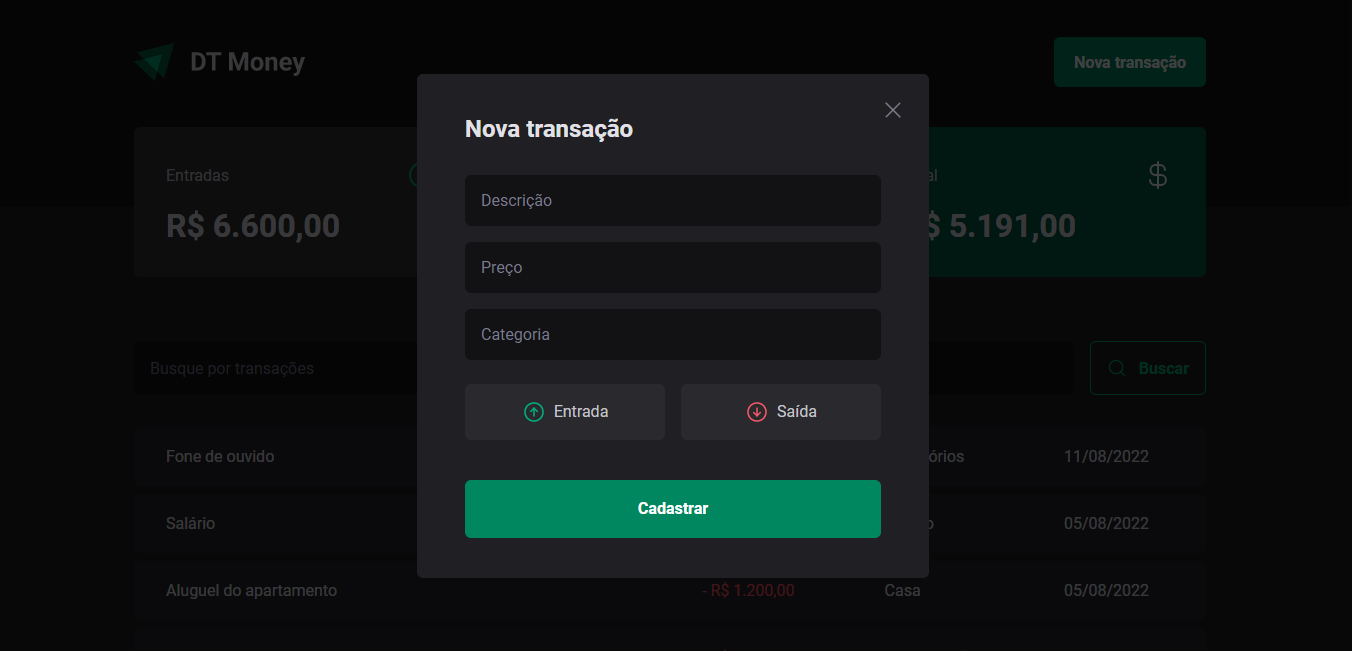 DT Money
Nova transação
Nova transação
Entradas
R$ 6.600,00
$ 5.191,00
Descrição
Preço
Categoria
Busque por transações
Buscar
Entrada
Saída
Fone de ouvido
11/08/2022
Salário
05/08/2022
Cadastrar
Aluguel do apartamento
- R$ 1.200,00
Casa
05/08/2022